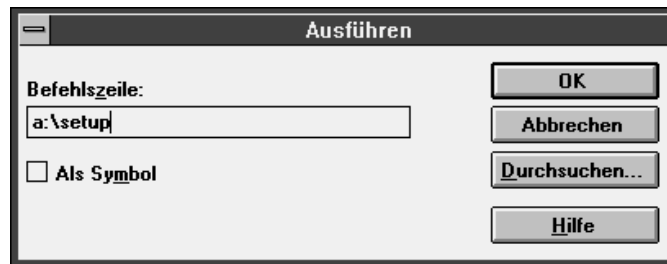 Ausführen
Befehlszeile:
a:\setup
Als Symbol
OK
Abbrechen
Durchsuchen...
Hilfe